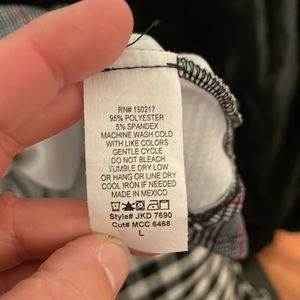 RN# 150217
95% POLYESTER
5% SPANDEX
MACHINE WASH COLD
WITH LIKE COLORS
GENTLE CYCLE
DO NOT BLEACH
TUMBLE DRY LOW
OR HANG OR LINE DRY
COOL IRON IF NEEDED
MADE IN MEXICO
Style# JKD 7690
Cut# MCC 6468
L